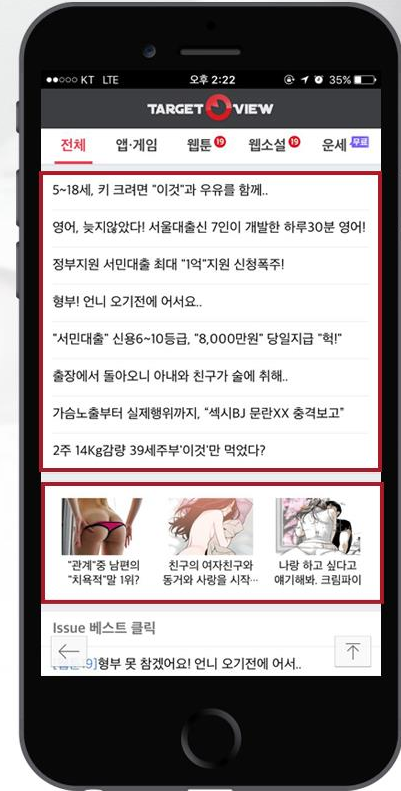 ●●○○○ KT LTE 오후 2:22 35%
TARGET VIEW
전체 앱·게임 웹툰 19 웹소설 19 운세 무료
5~18세, 키 크려면 "이것"과 우유를 함께..
영어, 늦지않았다! 서울대출신 7인이 개발한 하루30분 영어!
정부지원 서민대출 최대 "1억"지원 신청폭주!
형부! 언니 오기전에 어서요..
"서민대출" 신용6~10등급, "8,000만원" 당일지급 "헉!"
출장에서 돌아오니 아내와 친구가 술에 취해..
가슴노출부터 실제행위까지, "섹시BJ 문란XX 충격보고"
2주 14Kg감량 39세주부'이것'만 먹었다?
"관계"중 남편의
"치욕적"말 1위?
친구의 여자친구와
동거와 사랑을 시작…
나랑 하고 싶다고
얘기해봐. 크림파이
Issue 베스트 클릭
9]형부 못 참겠어요! 언니 오기전에 어서..